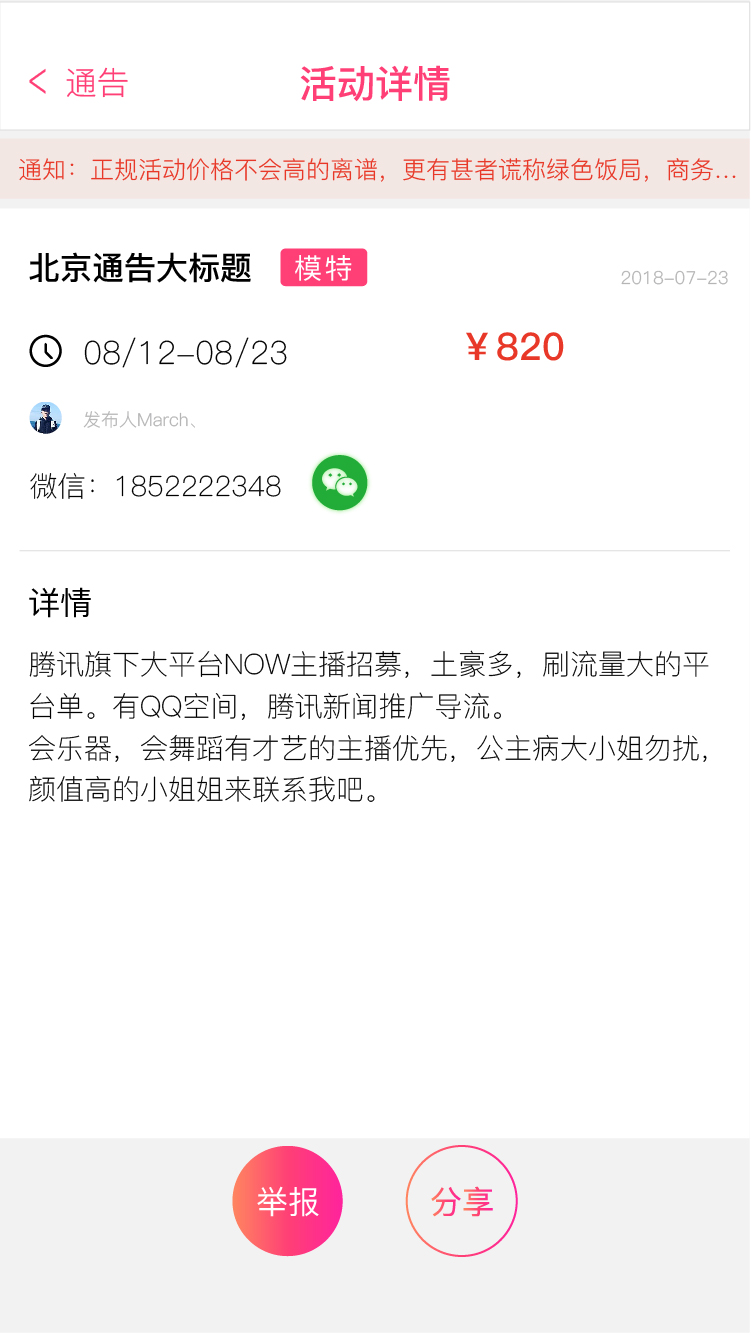 通告
活动详情
通知：正规活动价格不会高的离谱，更有甚者谎称绿色饭局，商务...
北京通告大标题 模特
2018-07-23
08/12-08/23
¥820
发布人March、
微信：1852222348
详情
腾讯旗下大平台NOW主播招募，土豪多，刷流量大的平
台单。有QQ空间，腾讯新闻推广导流。
会乐器，会舞蹈有才艺的主播优先，公主病大小姐勿扰，
颜值高的小姐姐来联系我吧。
举报
分享